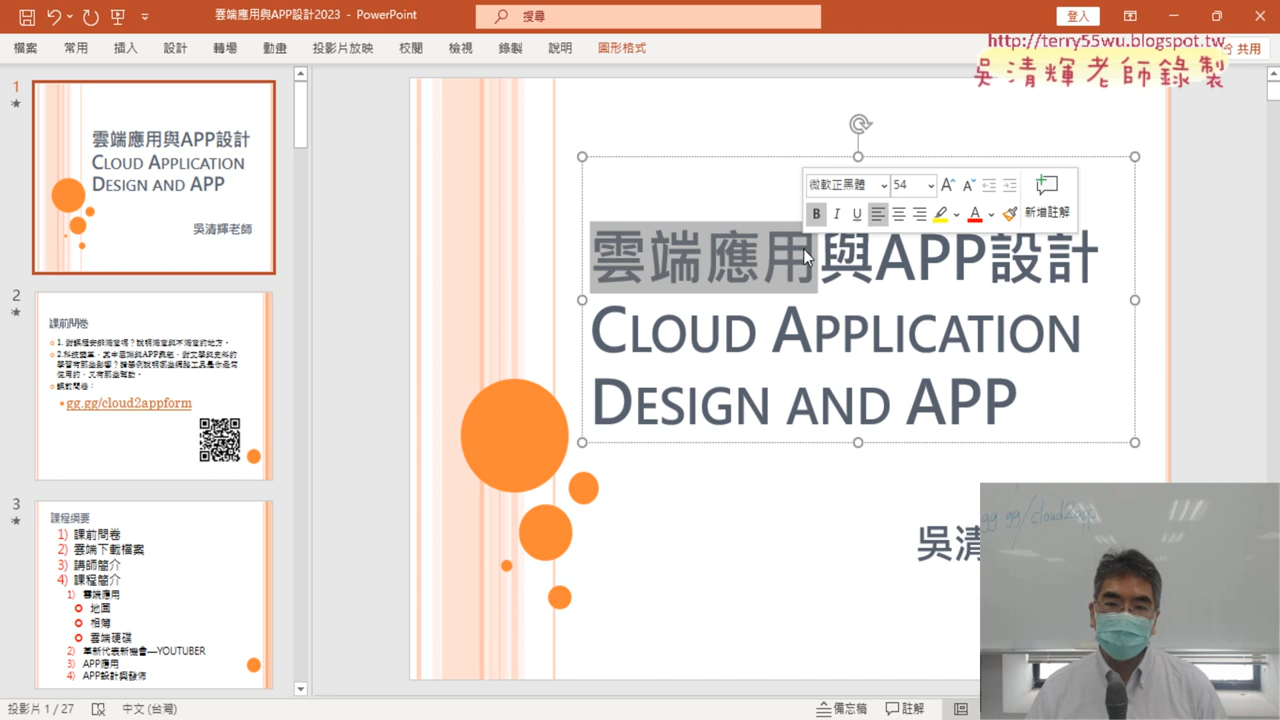 雲端應用與APP設計2023 - PowerPoint
搜尋
登入
檔案 常用 插入 設計 轉場 動畫 投影片放映 校閱 檢視 錄製 說明 圖形格式
共用
http://terry55wu.blogspot.tw
吳清輝老師錄製
1
雲端應用與APP設計
CLOUD APPLICATION
DESIGN AND APP
吳清輝老師
2
課前問卷
gg.gg/cloud2appform
3
課程綱要
1) 課前問卷
2) 雲端下載檔案
3) 講師簡介
4) 課程簡介
1) 雲端應用
地圖
相簿
雲端硬碟
2) 革新代表新機會—YOUTUBER
3) APP應用
4) APP設計與發佈
微軟正黑體 54
B I U A 新增註解
雲端應用與APP設計
CLOUD APPLICATION
DESIGN AND APP
吳清
gg.gg/cloud2app
投影片 1 / 27 中文 (台灣) 備忘稿 註解